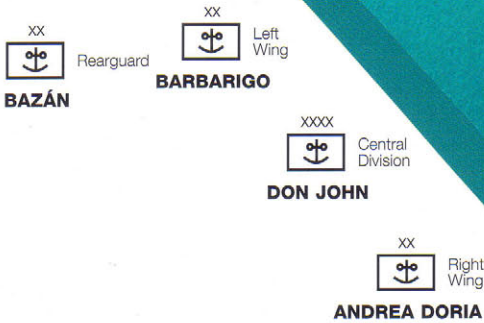 XX
Rearguard
BAZÁN
XX
Left
Wing
BARBARIGO
XXXX
Central
Division
DON JOHN
XX
Right
Wing
ANDREA DORIA